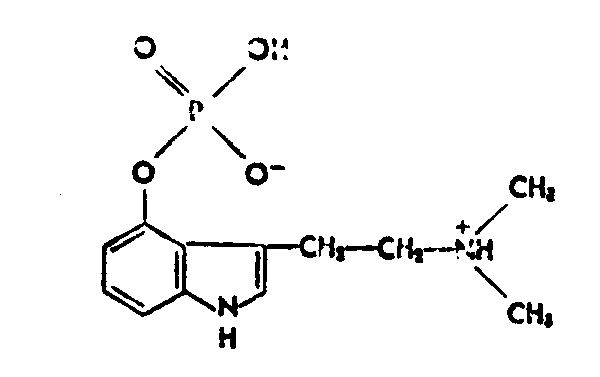 O OH
P
O O⁻
CH₃
+
CH₂ CH₂ NH
N
H
CH₃